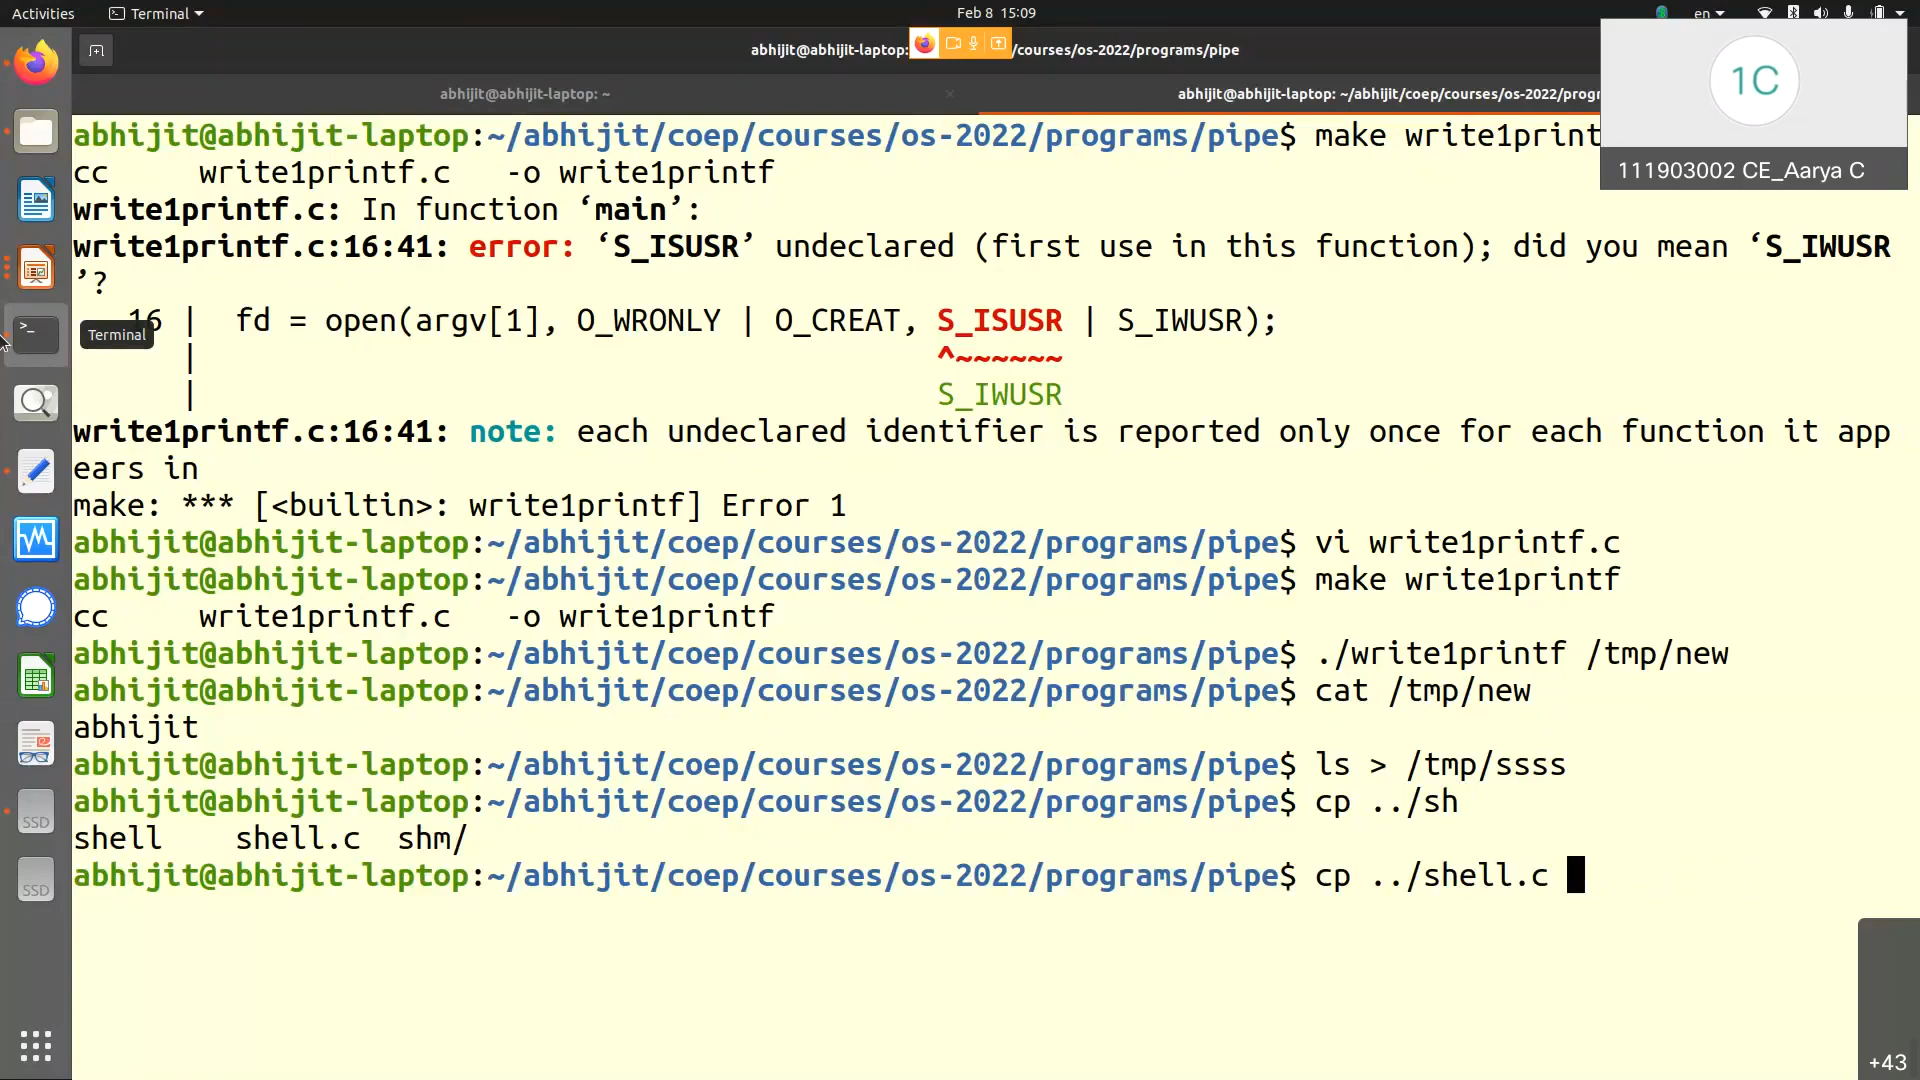 Activities Terminal Feb 8 15:09 en
abhijit@abhijit-laptop: /courses/os-2022/programs/pipe
abhijit@abhijit-laptop: ~ × abhijit@abhijit-laptop: ~/abhijit/coep/courses/os-2022/progr
1C
111903002 CE_Aarya C
abhijit@abhijit-laptop:~/abhijit/coep/courses/os-2022/programs/pipe$ make write1print
cc     write1printf.c   -o write1printf
write1printf.c: In function ‘main’:
write1printf.c:16:41: error: ‘S_ISUSR’ undeclared (first use in this function); did you mean ‘S_IWUSR
’?
16 |  fd = open(argv[1], O_WRONLY | O_CREAT, S_ISUSR | S_IWUSR);
|                                         ^~~~~~~
|                                         S_IWUSR
Terminal
write1printf.c:16:41: note: each undeclared identifier is reported only once for each function it app
ears in
make: *** [<builtin>: write1printf] Error 1
abhijit@abhijit-laptop:~/abhijit/coep/courses/os-2022/programs/pipe$ vi write1printf.c
abhijit@abhijit-laptop:~/abhijit/coep/courses/os-2022/programs/pipe$ make write1printf
cc     write1printf.c   -o write1printf
abhijit@abhijit-laptop:~/abhijit/coep/courses/os-2022/programs/pipe$ ./write1printf /tmp/new
abhijit@abhijit-laptop:~/abhijit/coep/courses/os-2022/programs/pipe$ cat /tmp/new
abhijit
abhijit@abhijit-laptop:~/abhijit/coep/courses/os-2022/programs/pipe$ ls > /tmp/ssss
abhijit@abhijit-laptop:~/abhijit/coep/courses/os-2022/programs/pipe$ cp ../sh
shell    shell.c  shm/
abhijit@abhijit-laptop:~/abhijit/coep/courses/os-2022/programs/pipe$ cp ../shell.c
SSD
SSD
+43